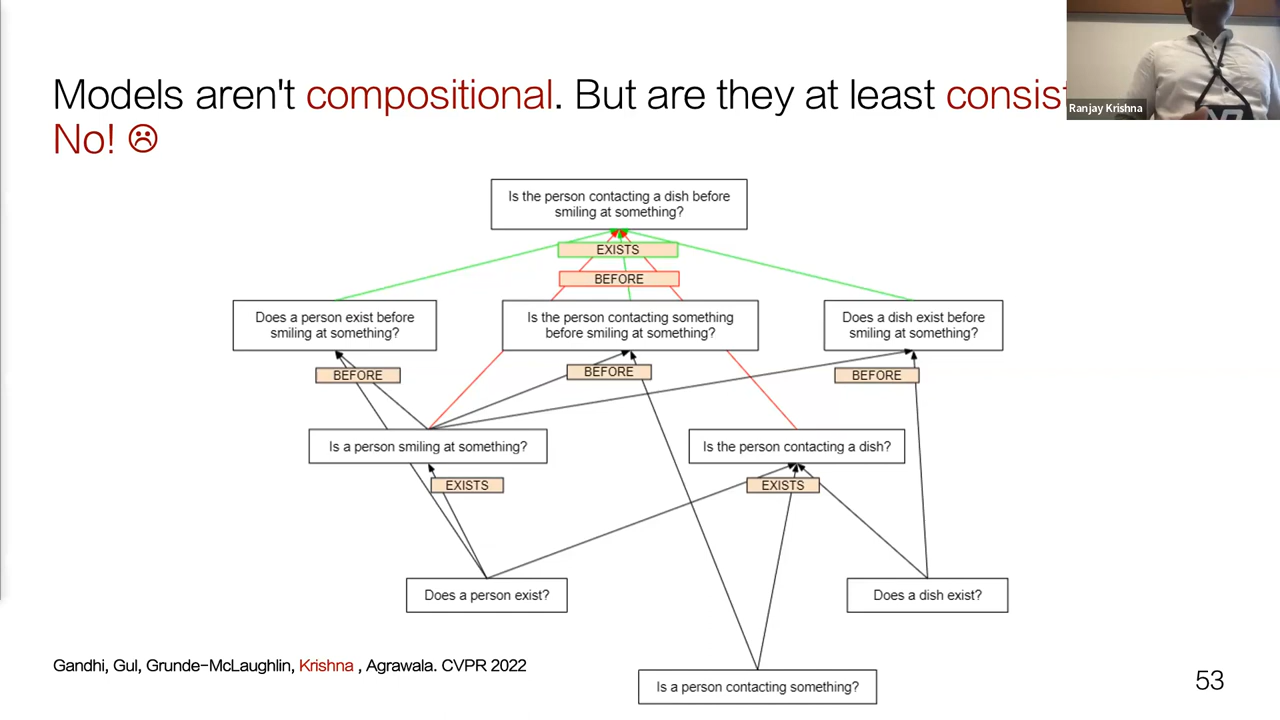 Models aren't compositional. But are they at least consist
No! ☹
Ranjay Krishna
Is the person contacting a dish before
smiling at something?
EXISTS
BEFORE
Does a person exist before
smiling at something?
Is the person contacting something
before smiling at something?
Does a dish exist before
smiling at something?
BEFORE
BEFORE
BEFORE
Is a person smiling at something?
Is the person contacting a dish?
EXISTS
EXISTS
Does a person exist?
Does a dish exist?
Gandhi, Gul, Grunde-McLaughlin, Krishna , Agrawala. CVPR 2022
Is a person contacting something?
53